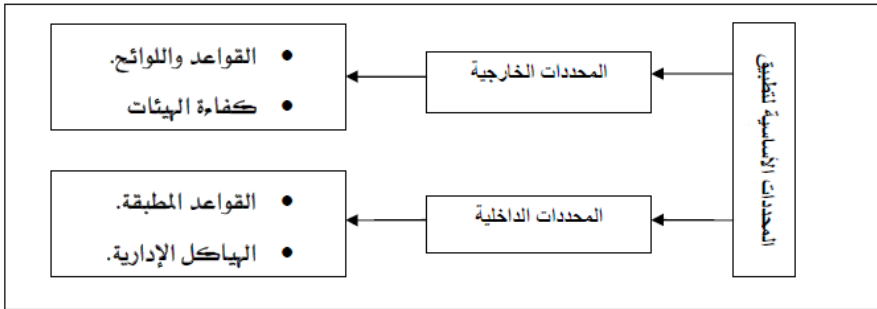 المحددات الأساسية لتطبيق
المحددات الخارجية
القواعد واللوائح.
كفاءة الهيئات
المحددات الداخلية
القواعد المطبقة.
الهياكل الإدارية.